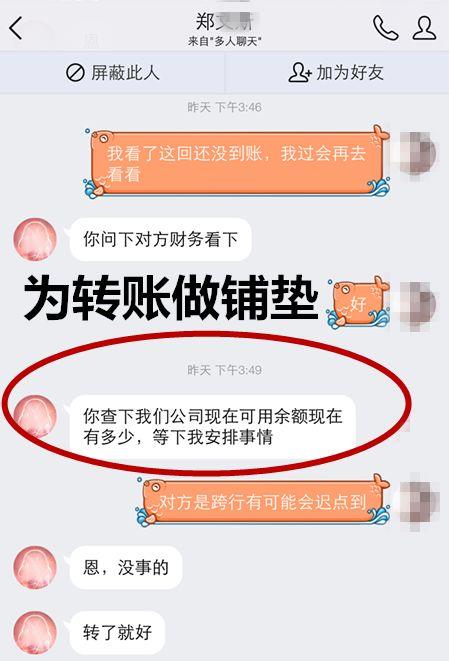 恩
来自"多人聊天"
屏蔽此人
加为好友
昨天 下午3:46
我看了这回还没到账，我过会再去
看看
你问下对方财务看下
为转账做铺垫
好
昨天 下午3:49
你查下我们公司现在可用余额现在
有多少，等下我安排事情
对方是跨行有可能会迟点到
恩，没事的
转了就好